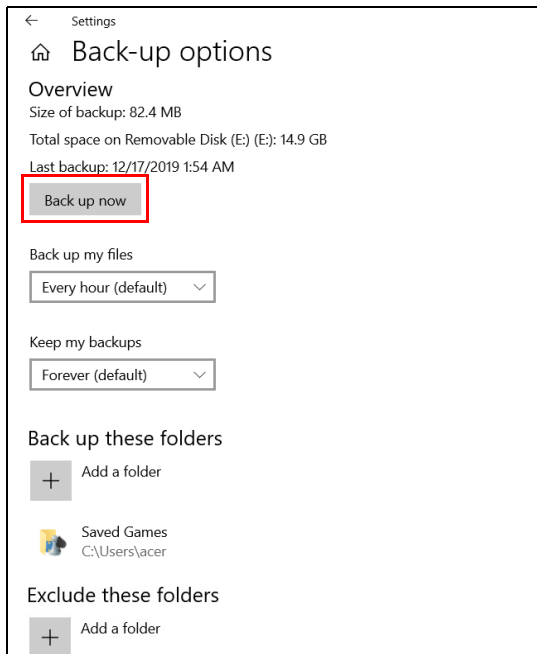 Settings
Back-up options
Overview
Size of backup: 82.4 MB
Total space on Removable Disk (E:) (E:): 14.9 GB
Last backup: 12/17/2019 1:54 AM
Back up now
Back up my files
Every hour (default)
Keep my backups
Forever (default)
Back up these folders
Add a folder
Saved Games
C:\Users\acer
Exclude these folders
Add a folder